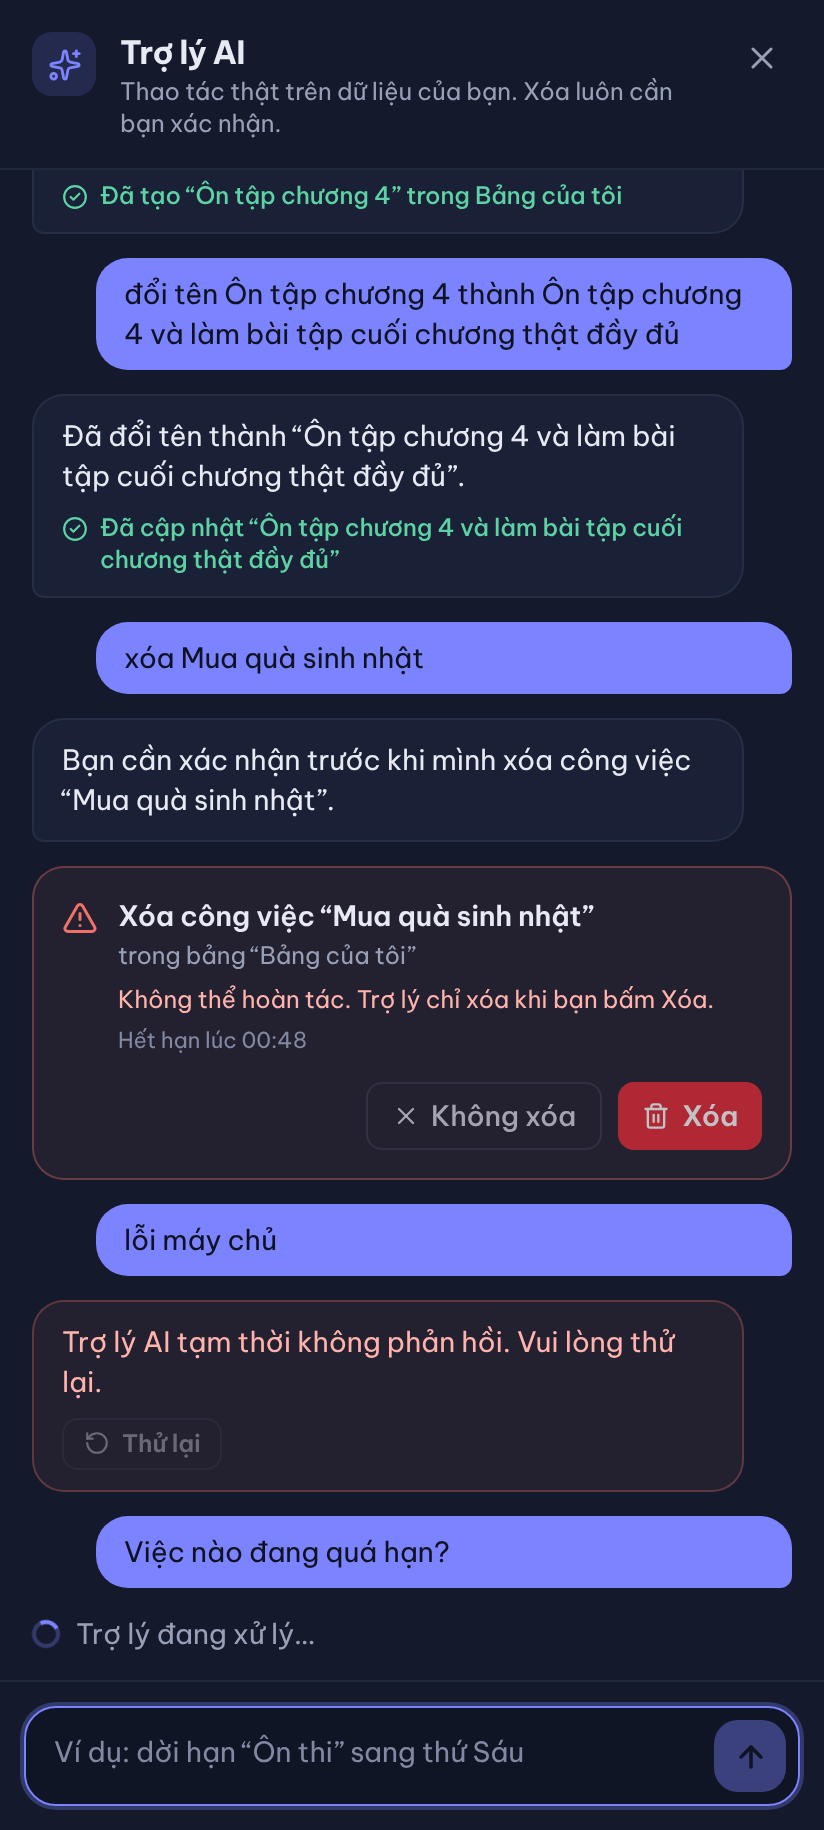 Trợ lý AI
Thao tác thật trên dữ liệu của bạn. Xóa luôn cần
bạn xác nhận.
Đã tạo “Ôn tập chương 4” trong Bảng của tôi
đổi tên Ôn tập chương 4 thành Ôn tập chương
4 và làm bài tập cuối chương thật đầy đủ
Đã đổi tên thành “Ôn tập chương 4 và làm bài
tập cuối chương thật đầy đủ”.
Đã cập nhật “Ôn tập chương 4 và làm bài tập cuối
chương thật đầy đủ”
xóa Mua quà sinh nhật
Bạn cần xác nhận trước khi mình xóa công việc
“Mua quà sinh nhật”.
Xóa công việc “Mua quà sinh nhật”
trong bảng “Bảng của tôi”
Không thể hoàn tác. Trợ lý chỉ xóa khi bạn bấm Xóa.
Hết hạn lúc 00:48
Không xóa
Xóa
lỗi máy chủ
Trợ lý AI tạm thời không phản hồi. Vui lòng thử
lại.
Thử lại
Việc nào đang quá hạn?
Trợ lý đang xử lý...
Ví dụ: dời hạn “Ôn thi” sang thứ Sáu